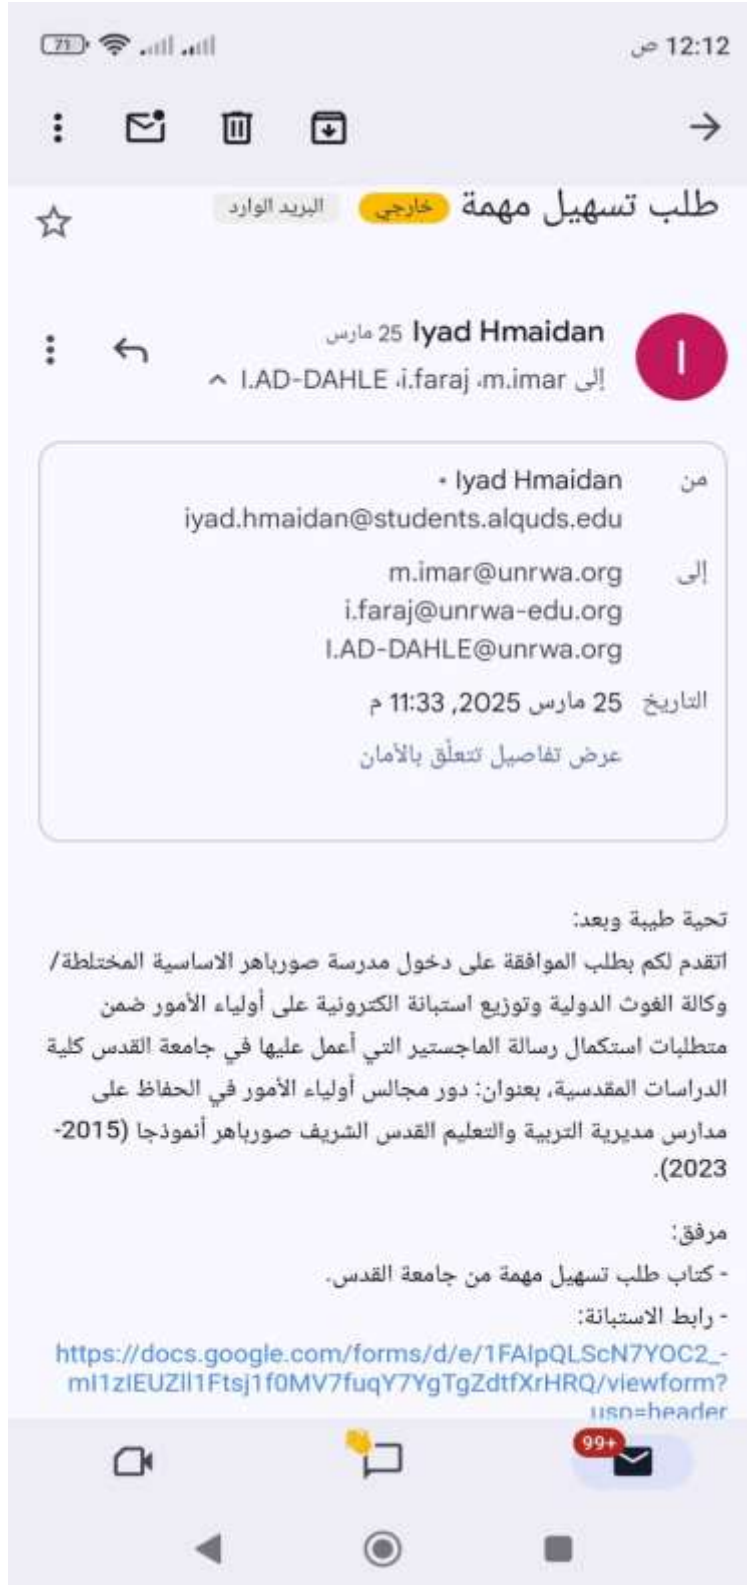 12:12 ص
71
طلب تسهيل مهمة خارجي البريد الوارد
Iyad Hmaidan 25 مارس
I
إلى I.AD-DAHLE ،i.faraj ،m.imar
من Iyad Hmaidan •
iyad.hmaidan@students.alquds.edu
إلى m.imar@unrwa.org
i.faraj@unrwa-edu.org
I.AD-DAHLE@unrwa.org
التاريخ 25 مارس 2025, 11:33 م
عرض تفاصيل تتعلّق بالأمان
تحية طيبة وبعد:
اتقدم لكم بطلب الموافقة على دخول مدرسة صورباهر الاساسية المختلطة/
وكالة الغوث الدولية وتوزيع استبانة الكترونية على أولياء الأمور ضمن
متطلبات استكمال رسالة الماجستير التي أعمل عليها في جامعة القدس كلية
الدراسات المقدسية، بعنوان: دور مجالس أولياء الأمور في الحفاظ على
مدارس مديرية التربية والتعليم القدس الشريف صورباهر أنموذجا (2015-
2023).
مرفق:
- كتاب طلب تسهيل مهمة من جامعة القدس.
- رابط الاستبانة:
https://docs.google.com/forms/d/e/1FAIpQLScN7YOC2_-
mI1zIEUZIl1Ftsj1f0MV7fuqY7YgTgZdtfXrHRQ/viewform?
usp=header
99+